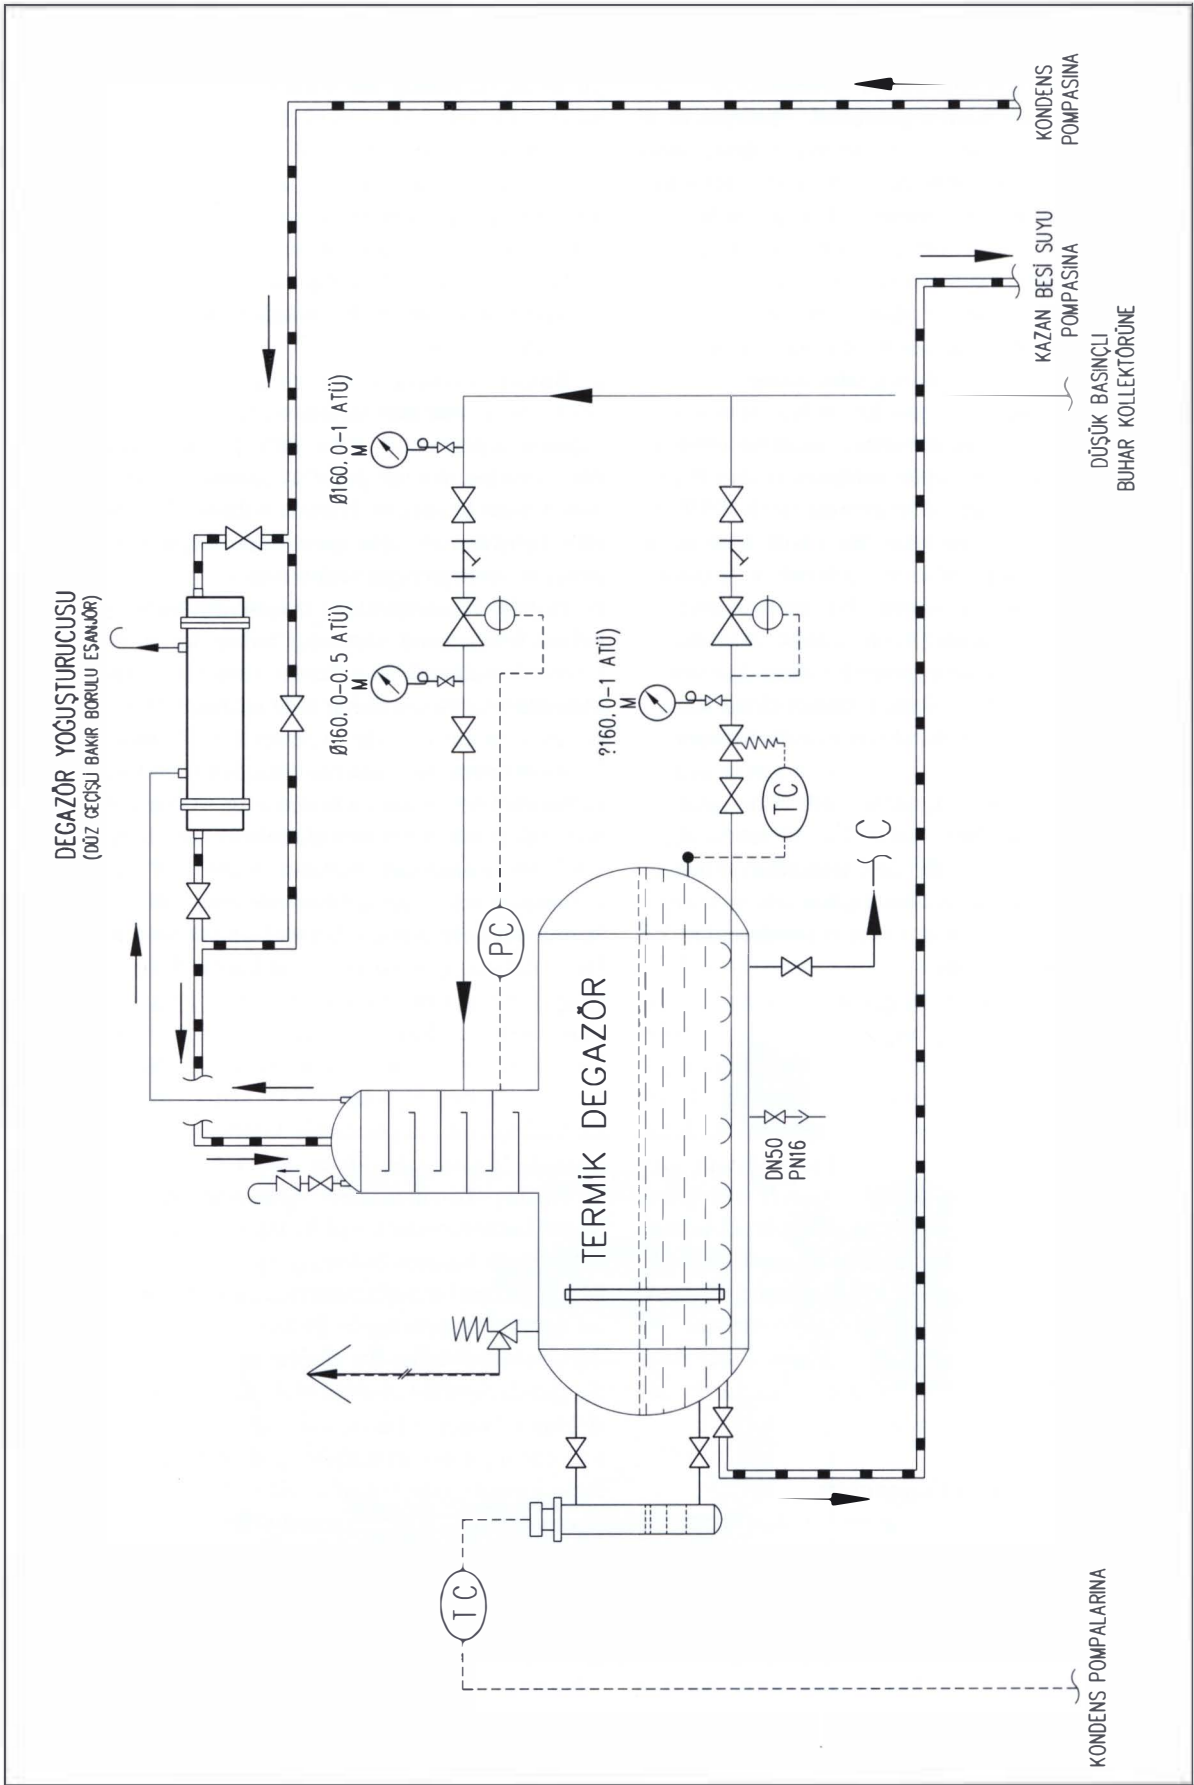 KONDENS
POMPASINA
KAZAN BESİ SUYU
POMPASINA
DÜŞÜK BASINÇLI
BUHAR KOLLEKTÖRÜNE
DEGAZÖR YOĞUŞTURUCUSU
(DÜZ GEÇİŞLİ BAKIR BORULU EŞANJÖR)
Ø160, 0-1 ATÜ)
M
Ø160, 0-0.5 ATÜ)
M
?160, 0-1 ATÜ)
M
TC
PC
C
TERMİK DEGAZÖR
DN50
PN16
TC
KONDENS POMPALARINA